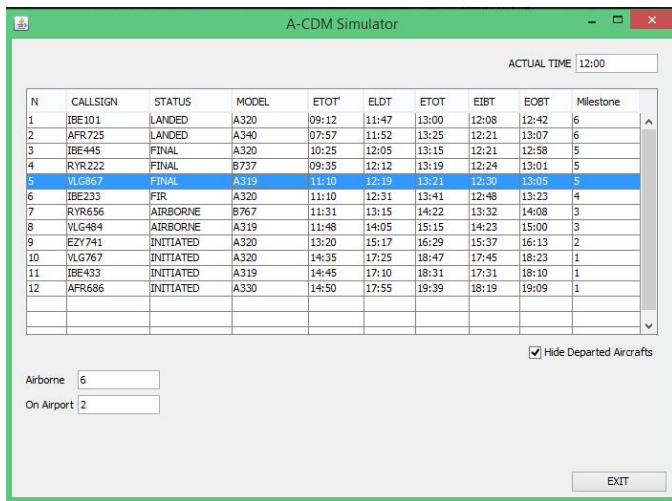 A-CDM Simulator
ACTUAL TIME 12:00
N CALLSIGN STATUS MODEL ETOT' ELDT ETOT EIBT EOBT Milestone
1 IBE101 LANDED A320 09:12 11:47 13:00 12:08 12:42 6
2 AFR725 LANDED A340 07:57 11:52 13:25 12:21 13:07 6
3 IBE445 FINAL A320 10:25 12:05 13:15 12:21 12:58 5
4 RYR222 FINAL B737 09:35 12:12 13:19 12:24 13:01 5
5 VLG867 FINAL A319 11:10 12:19 13:21 12:30 13:05 5
6 IBE233 FIR A320 11:10 12:31 13:41 12:48 13:23 4
7 RYR656 AIRBORNE B767 11:31 13:15 14:22 13:32 14:08 3
8 VLG484 AIRBORNE A319 11:48 14:05 15:15 14:23 15:00 3
9 EZY741 INITIATED A320 13:20 15:17 16:29 15:37 16:13 2
10 VLG767 INITIATED A320 14:35 17:25 18:47 17:45 18:23 1
11 IBE433 INITIATED A319 14:45 17:10 18:31 17:31 18:10 1
12 AFR686 INITIATED A330 14:50 17:55 19:39 18:19 19:09 1
Hide Departed Aircrafts
Airborne 6
On Airport 2
EXIT